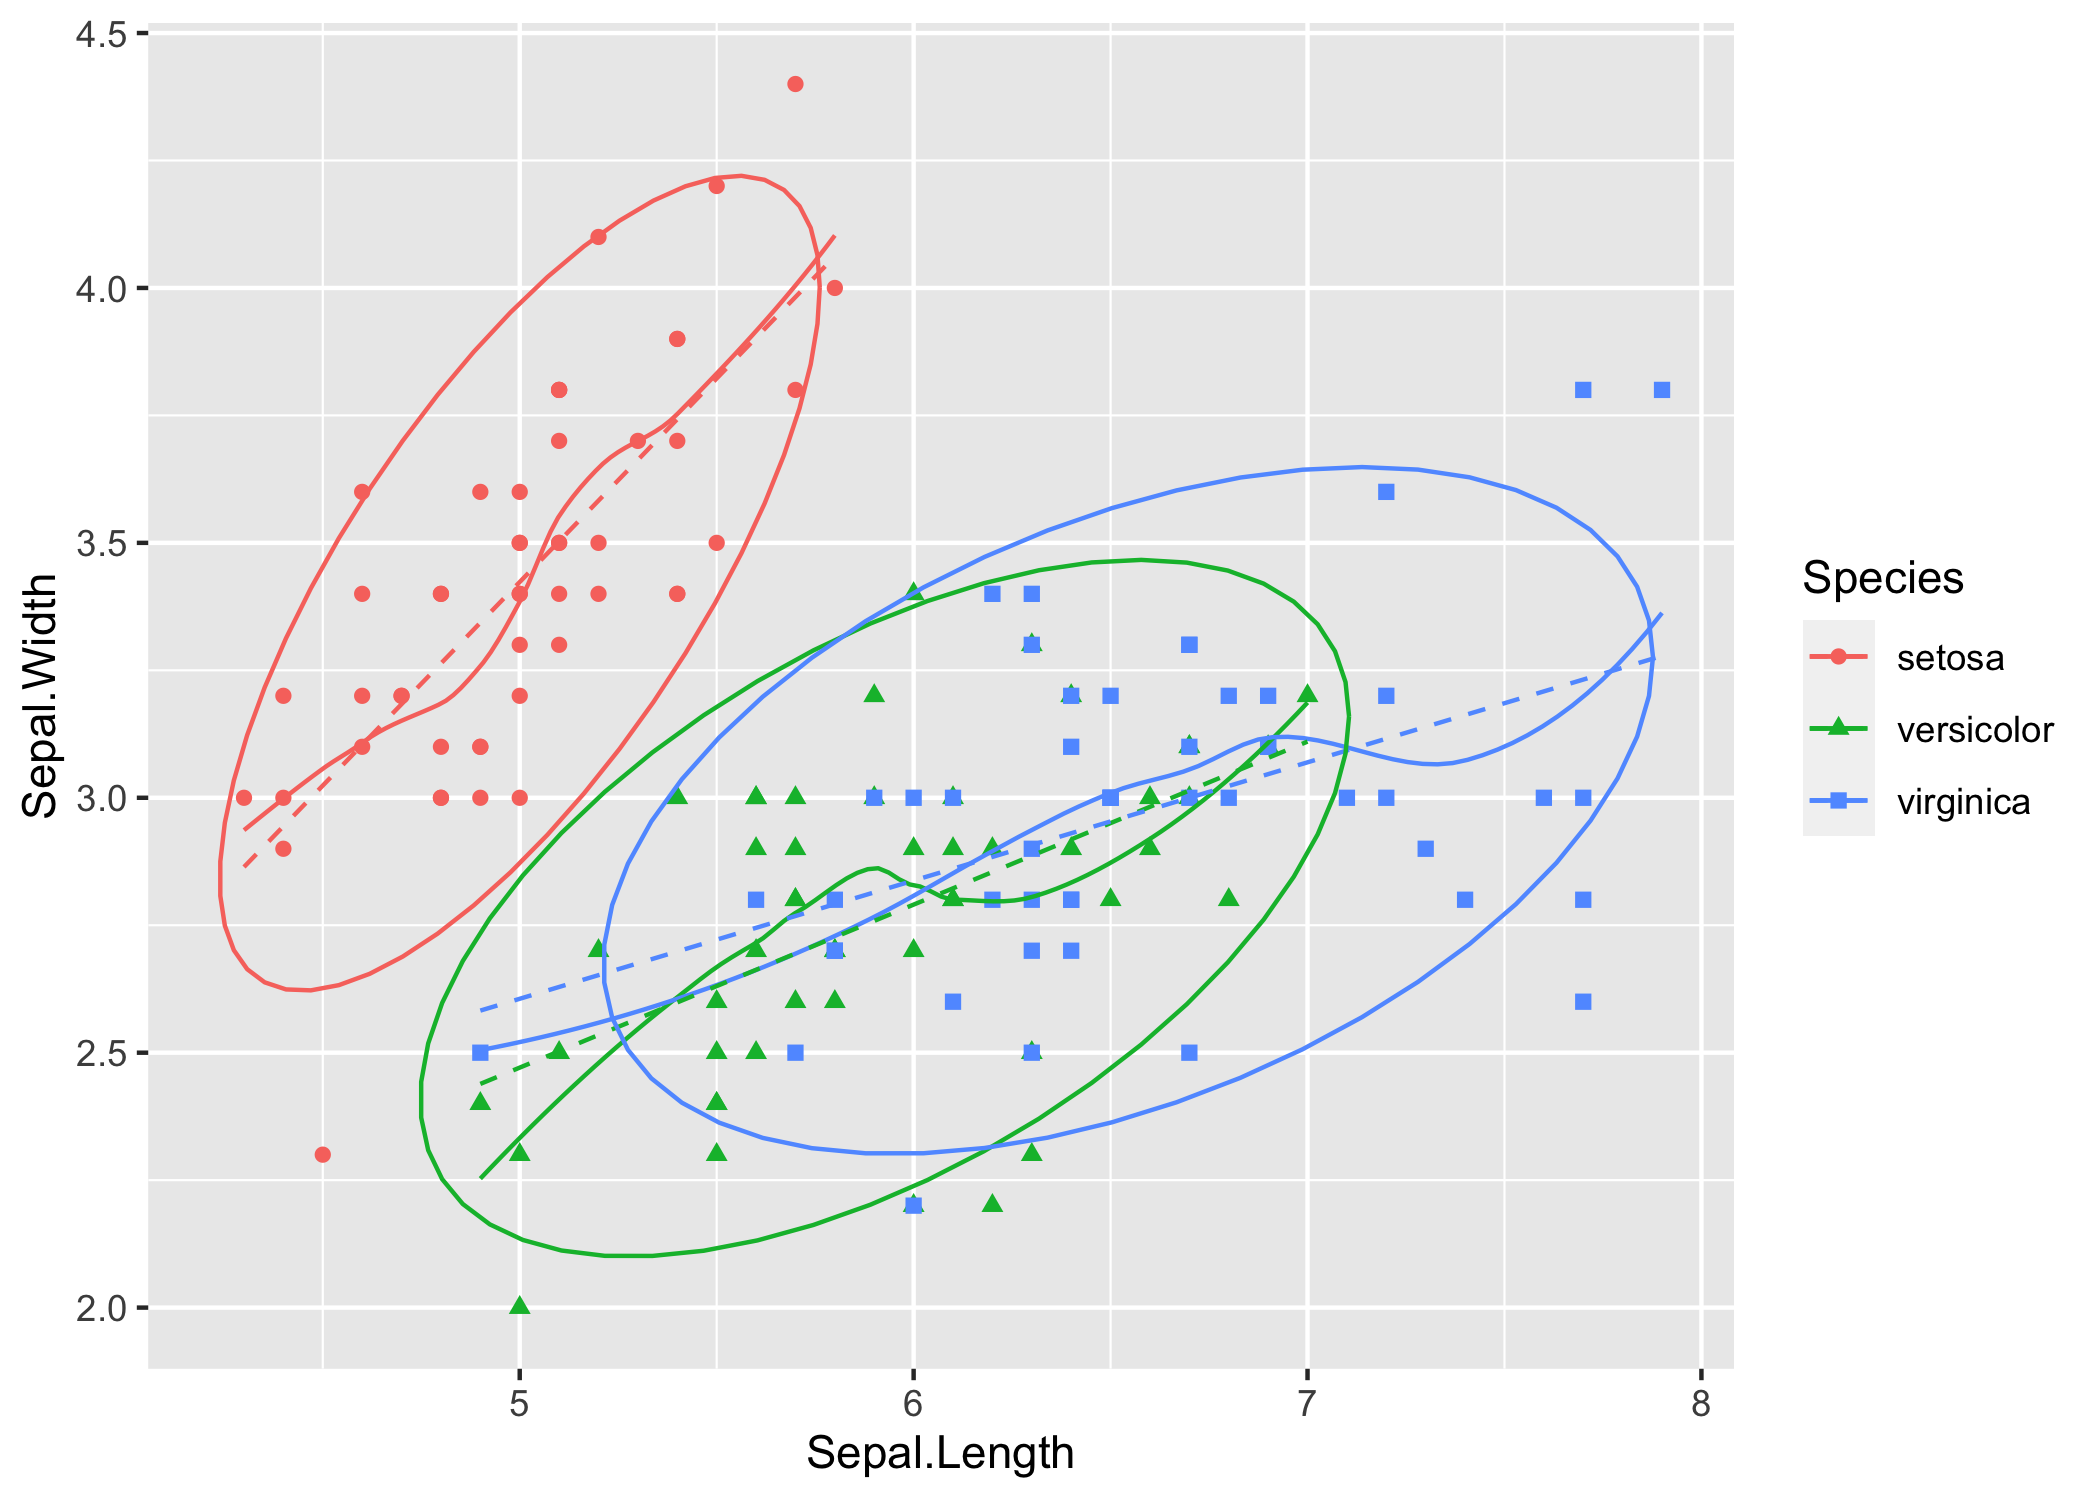 4.5
4.0
3.5
3.0
2.5
2.0
Sepal.Width
5 6 7 8
Sepal.Length
Species
setosa
versicolor
virginica